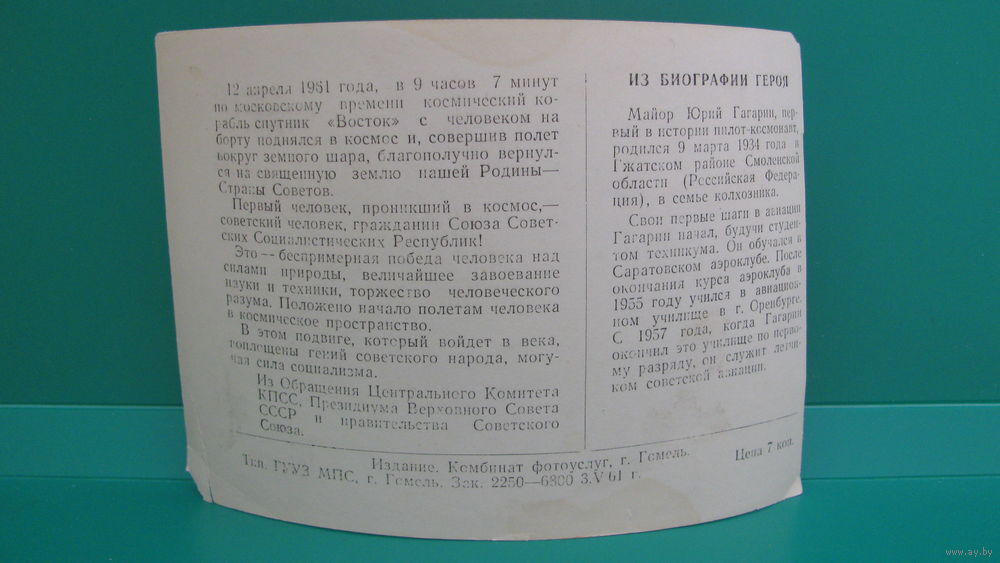 12 апреля 1961 года, в 9 часов 7 минут
по московскому времени космический ко-
рабль спутник «Восток» с человеком на
борту поднялся в космос и, совершив полет
вокруг земного шара, благополучно вернул-
ся на священную землю нашей Родины—
Страны Советов.
Первый человек, проникший в космос,—
советский человек, гражданин Союза Совет-
ских Социалистических Республик!
Это — беспримерная победа человека над
силами природы, величайшее завоевание
науки и техники, торжество человеческого
разума. Положено начало полетам человека
в космическое пространство.
В этом подвиге, который войдет в века,
воплощены гений советского народа, могу-
чая сила социализма.
Из Обращения Центрального Комитета
КПСС, Президиума Верховного Совета
СССР и правительства Советского
Союза.
ИЗ БИОГРАФИИ ГЕРОЯ
Майор Юрий Гагарин, пер-
вый в истории пилот-космонавт,
родился 9 марта 1934 года в
Гжатском районе Смоленской
области (Российская Федера-
ция), в семье колхозника.
Свои первые шаги в авиации
Гагарин начал, будучи студен-
том техникума. Он обучался в
Саратовском аэроклубе. После
окончания курса аэроклуба в
1955 году учился в авиацион-
ном училище в г. Оренбурге.
С 1957 года, когда Гагарин
окончил это училище по перво-
му разряду, он служит летчи-
ком советской авиации.
Издание. Комбинат фотоуслуг, г. Гомель. Цена 7 коп.
Тип. ГУУЗ МПС, г. Гомель. Зак. 2250—6800 3.V 61 г.
www.ay.by